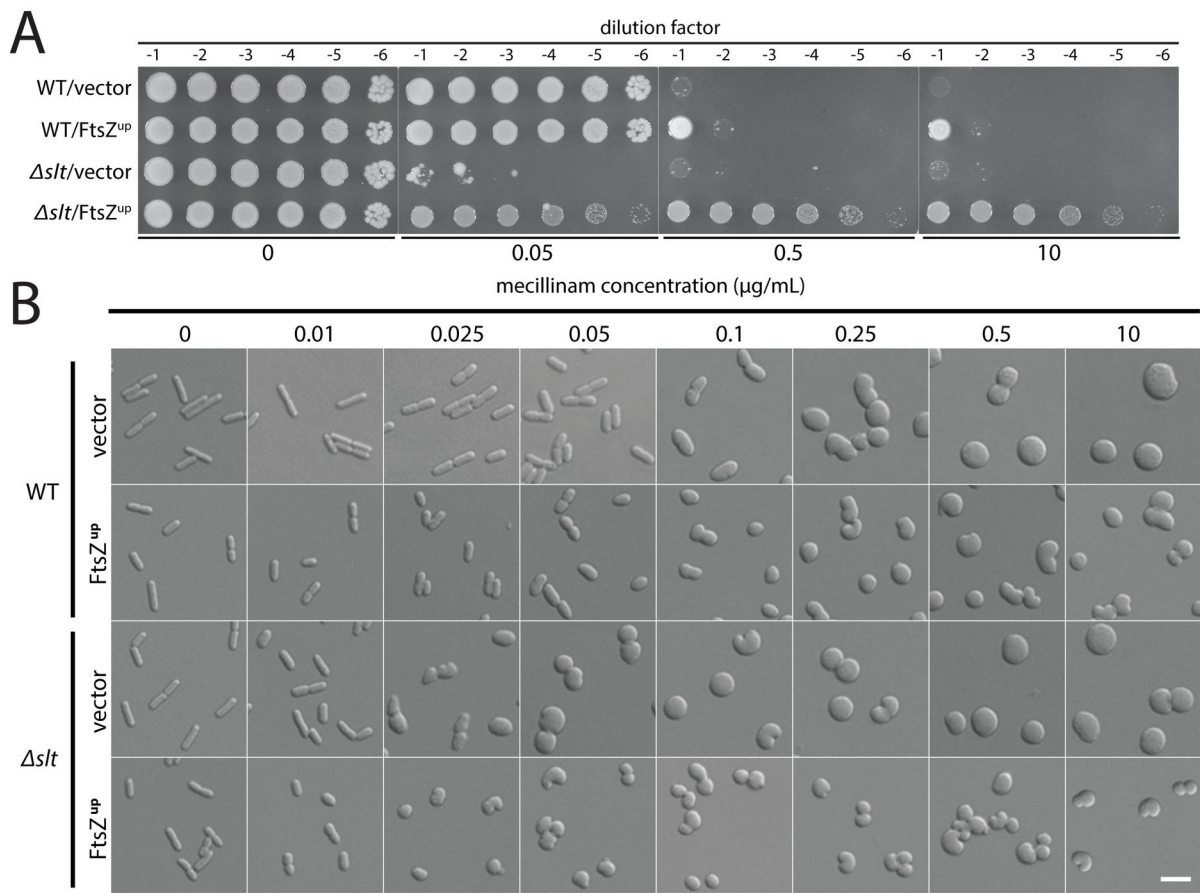 A
dilution factor
-1 -2 -3 -4 -5 -6 -1 -2 -3 -4 -5 -6 -1 -2 -3 -4 -5 -6 -1 -2 -3 -4 -5 -6
WT/vector
WT/FtsZᵘᵖ
Δslt/vector
Δslt/FtsZᵘᵖ
0 0.05 0.5 10
mecillinam concentration (μg/mL)
B
0 0.01 0.025 0.05 0.1 0.25 0.5 10
WT
vector
FtsZᵘᵖ
Δslt
vector
FtsZᵘᵖ